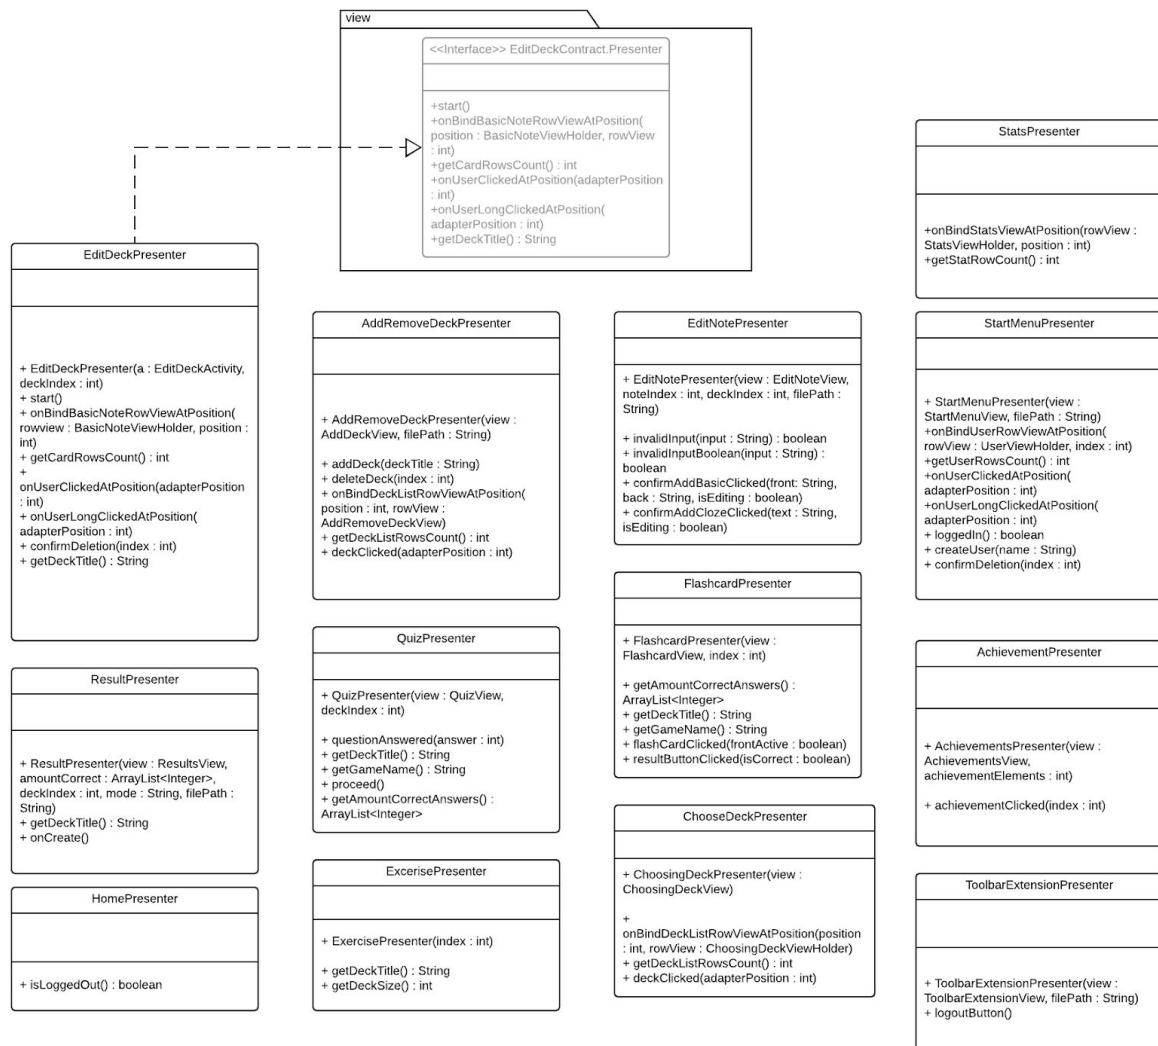 view
<<Interface>> EditDeckContract.Presenter
+start()
+onBindBasicNoteRowViewAtPosition(
position : BasicNoteViewHolder, rowView
: int)
+getCardRowsCount() : int
+onUserClickedAtPosition(adapterPosition
: int)
+onUserLongClickedAtPosition(
adapterPosition : int)
+getDeckTitle() : String
EditDeckPresenter
+ EditDeckPresenter(a : EditDeckActivity,
deckIndex : int)
+ start()
+ onBindBasicNoteRowViewAtPosition(
rowview : BasicNoteViewHolder, position :
int)
+ getCardRowsCount() : int
+
onUserClickedAtPosition(adapterPosition
: int)
+ onUserLongClickedAtPosition(
adapterPosition : int)
+ confirmDeletion(index : int)
+ getDeckTitle() : String
ResultPresenter
+ ResultPresenter(view : ResultsView,
amountCorrect : ArrayList<Integer>,
deckIndex : int, mode : String, filePath :
String)
+ getDeckTitle() : String
+ onCreate()
HomePresenter
+ isLoggedOut() : boolean
AddRemoveDeckPresenter
+ AddRemoveDeckPresenter(view :
AddDeckView, filePath : String)
+ addDeck(deckTitle : String)
+ deleteDeck(index : int)
+ onBindDeckListRowViewAtPosition(
position : int, rowView :
AddRemoveDeckView)
+ getDeckListRowsCount() : int
+ deckClicked(adapterPosition : int)
QuizPresenter
+ QuizPresenter(view : QuizView,
deckIndex : int)
+ questionAnswered(answer : int)
+ getDeckTitle() : String
+ getGameName() : String
+ proceed()
+ getAmountCorrectAnswers() :
ArrayList<Integer>
ExcerisePresenter
+ ExercisePresenter(index : int)
+ getDeckTitle() : String
+ getDeckSize() : int
EditNotePresenter
+ EditNotePresenter(view : EditNoteView,
noteIndex : int, deckIndex : int, filePath :
String)
+ invalidInput(input : String) : boolean
+ invalidInputBoolean(input : String) :
boolean
+ confirmAddBasicClicked(front: String,
back : String, isEditing : boolean)
+ confirmAddClozeClicked(text : String,
isEditing : boolean)
FlashcardPresenter
+ FlashcardPresenter(view :
FlashcardView, index : int)
+ getAmountCorrectAnswers() :
ArrayList<Integer>
+ getDeckTitle() : String
+ getGameName() : String
+ flashCardClicked(frontActive : boolean)
+ resultButtonClicked(isCorrect : boolean)
ChooseDeckPresenter
+ ChoosingDeckPresenter(view :
ChoosingDeckView)
+
onBindDeckListRowViewAtPosition(position
: int, rowView : ChoosingDeckViewHolder)
+ getDeckListRowsCount() : int
+ deckClicked(adapterPosition : int)
StatsPresenter
+onBindStatsViewAtPosition(rowView :
StatsViewHolder, position : int)
+getStatRowCount() : int
StartMenuPresenter
+ StartMenuPresenter(view :
StartMenuView, filePath : String)
+onBindUserRowViewAtPosition(
rowView : UserViewHolder, index : int)
+getUserRowsCount() : int
+onUserClickedAtPosition(
adapterPosition : int)
+onUserLongClickedAtPosition(
adapterPosition : int)
+ loggedIn() : boolean
+ createUser(name : String)
+ confirmDeletion(index : int)
AchievementPresenter
+ AchievementsPresenter(view :
AchievementsView,
achievementElements : int)
+ achievementClicked(index : int)
ToolbarExtensionPresenter
+ ToolbarExtensionPresenter(view :
ToolbarExtensionView, filePath : String)
+ logoutButton()